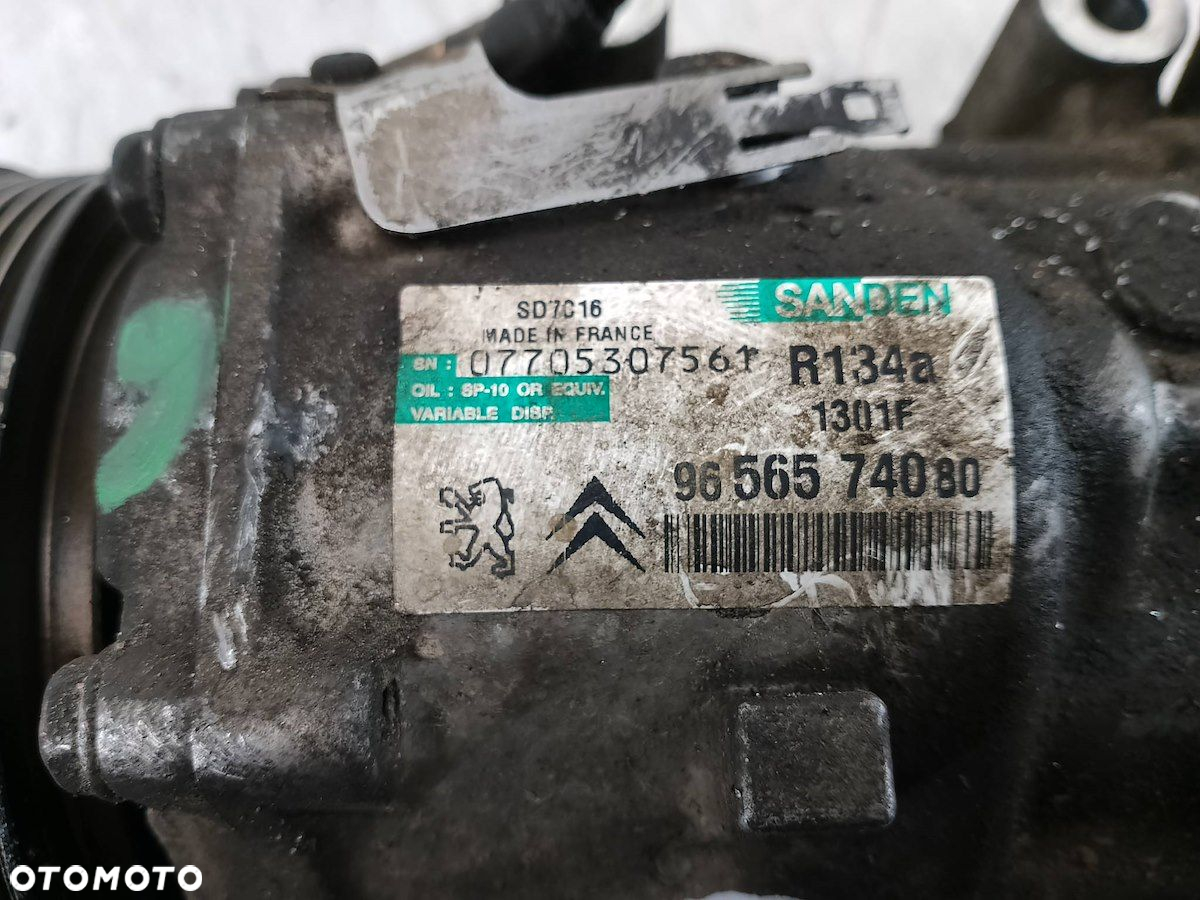 SD7C16
SANDEN
MADE IN FRANCE
SN : 07705307561
R134a
OIL : SP-10 OR EQUIV.
VARIABLE DISP.
1301F
96 565 740 80
OTOMOTO